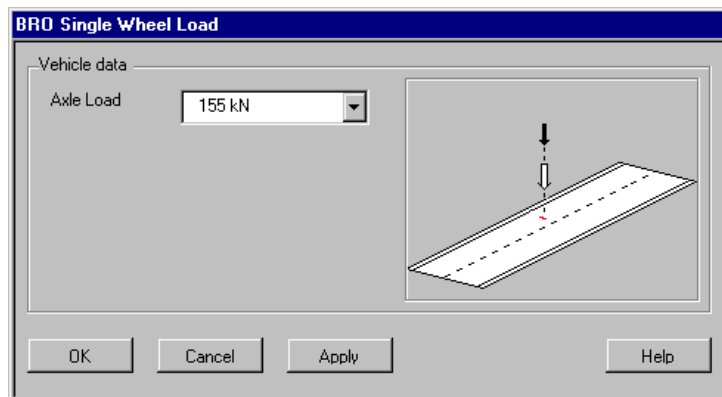 BRO Single Wheel Load
Vehicle data
Axle Load 155 kN
OK Cancel Apply Help